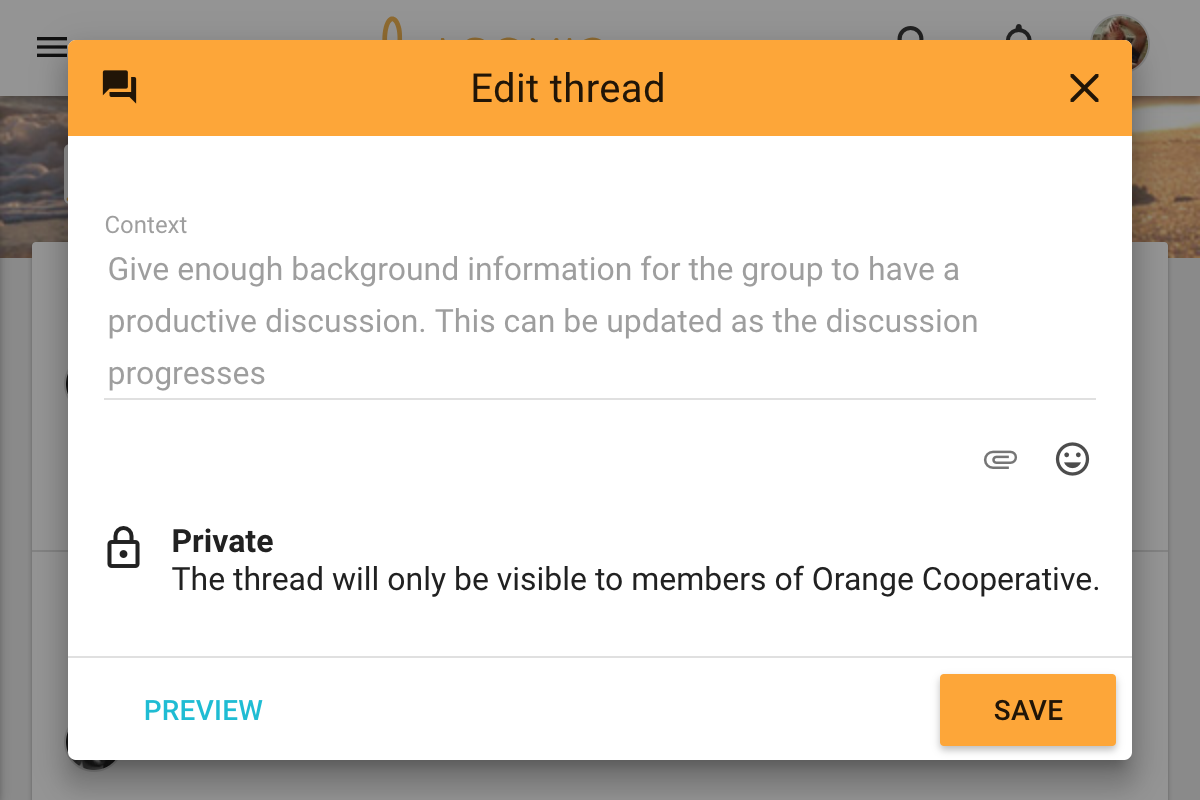 Edit thread
Context
Give enough background information for the group to have a
productive discussion. This can be updated as the discussion
progresses
Private
The thread will only be visible to members of Orange Cooperative.
PREVIEW
SAVE